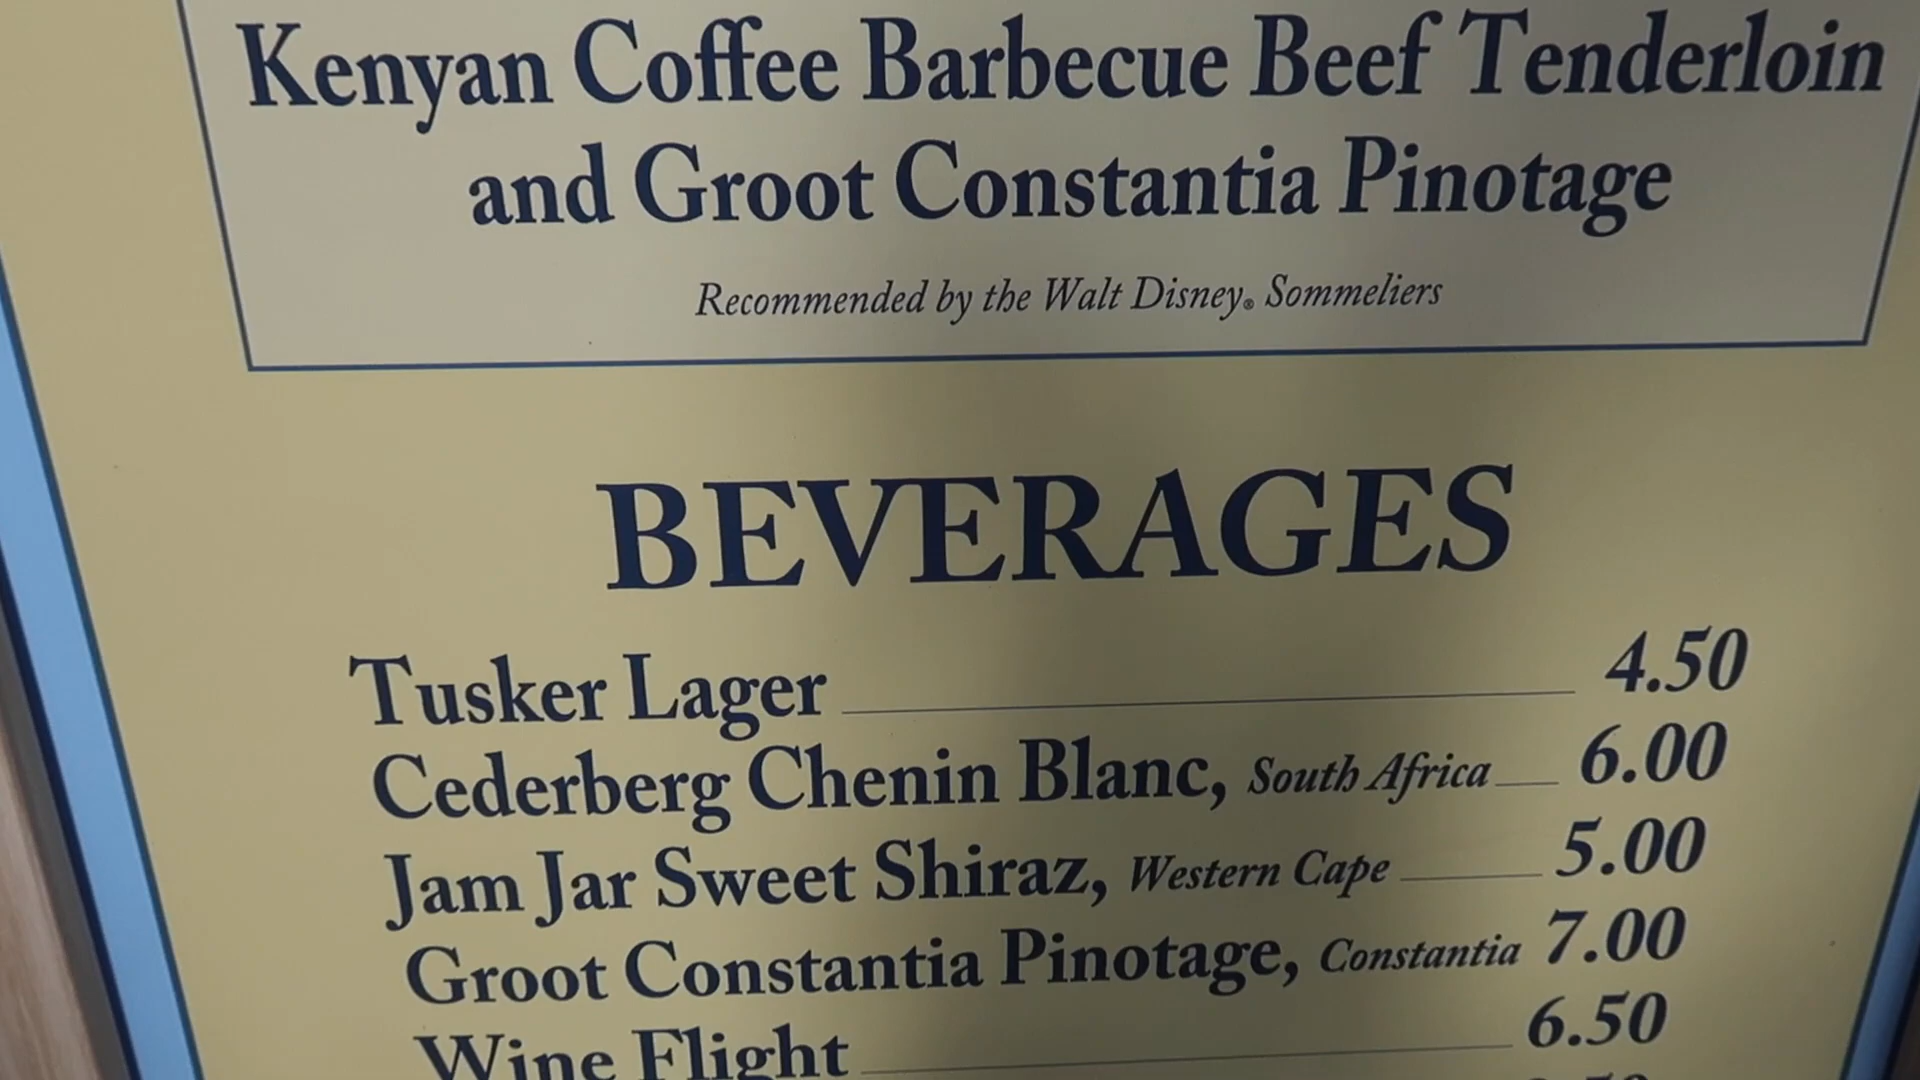 Kenyan Coffee Barbecue Beef Tenderloin
and Groot Constantia Pinotage
Recommended by the Walt Disney® Sommeliers
BEVERAGES
Tusker Lager 4.50
Cederberg Chenin Blanc, South Africa 6.00
Jam Jar Sweet Shiraz, Western Cape 5.00
Groot Constantia Pinotage, Constantia 7.00
Wine Flight 6.50